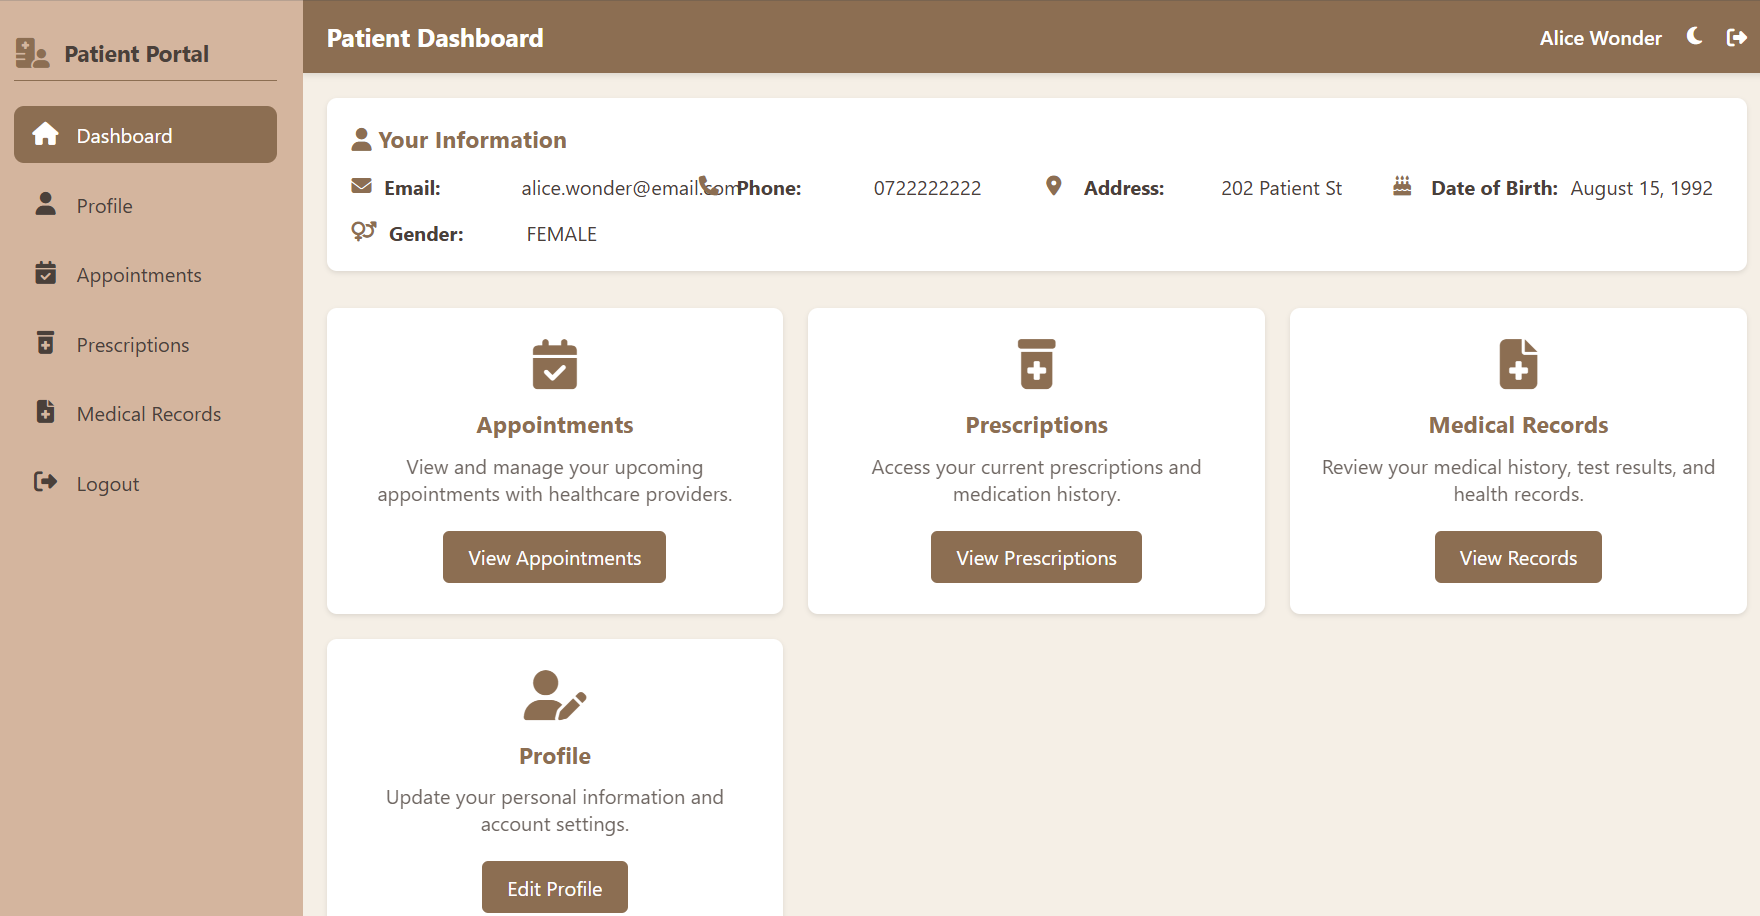 Patient Portal
Dashboard
Profile
Appointments
Prescriptions
Medical Records
Logout
Patient Dashboard
Alice Wonder
Your Information
Email: alice.wonder@email.com Phone: 0722222222 Address: 202 Patient St Date of Birth: August 15, 1992
Gender: FEMALE
Appointments
View and manage your upcoming
appointments with healthcare providers.
View Appointments
Prescriptions
Access your current prescriptions and
medication history.
View Prescriptions
Medical Records
Review your medical history, test results, and
health records.
View Records
Profile
Update your personal information and
account settings.
Edit Profile